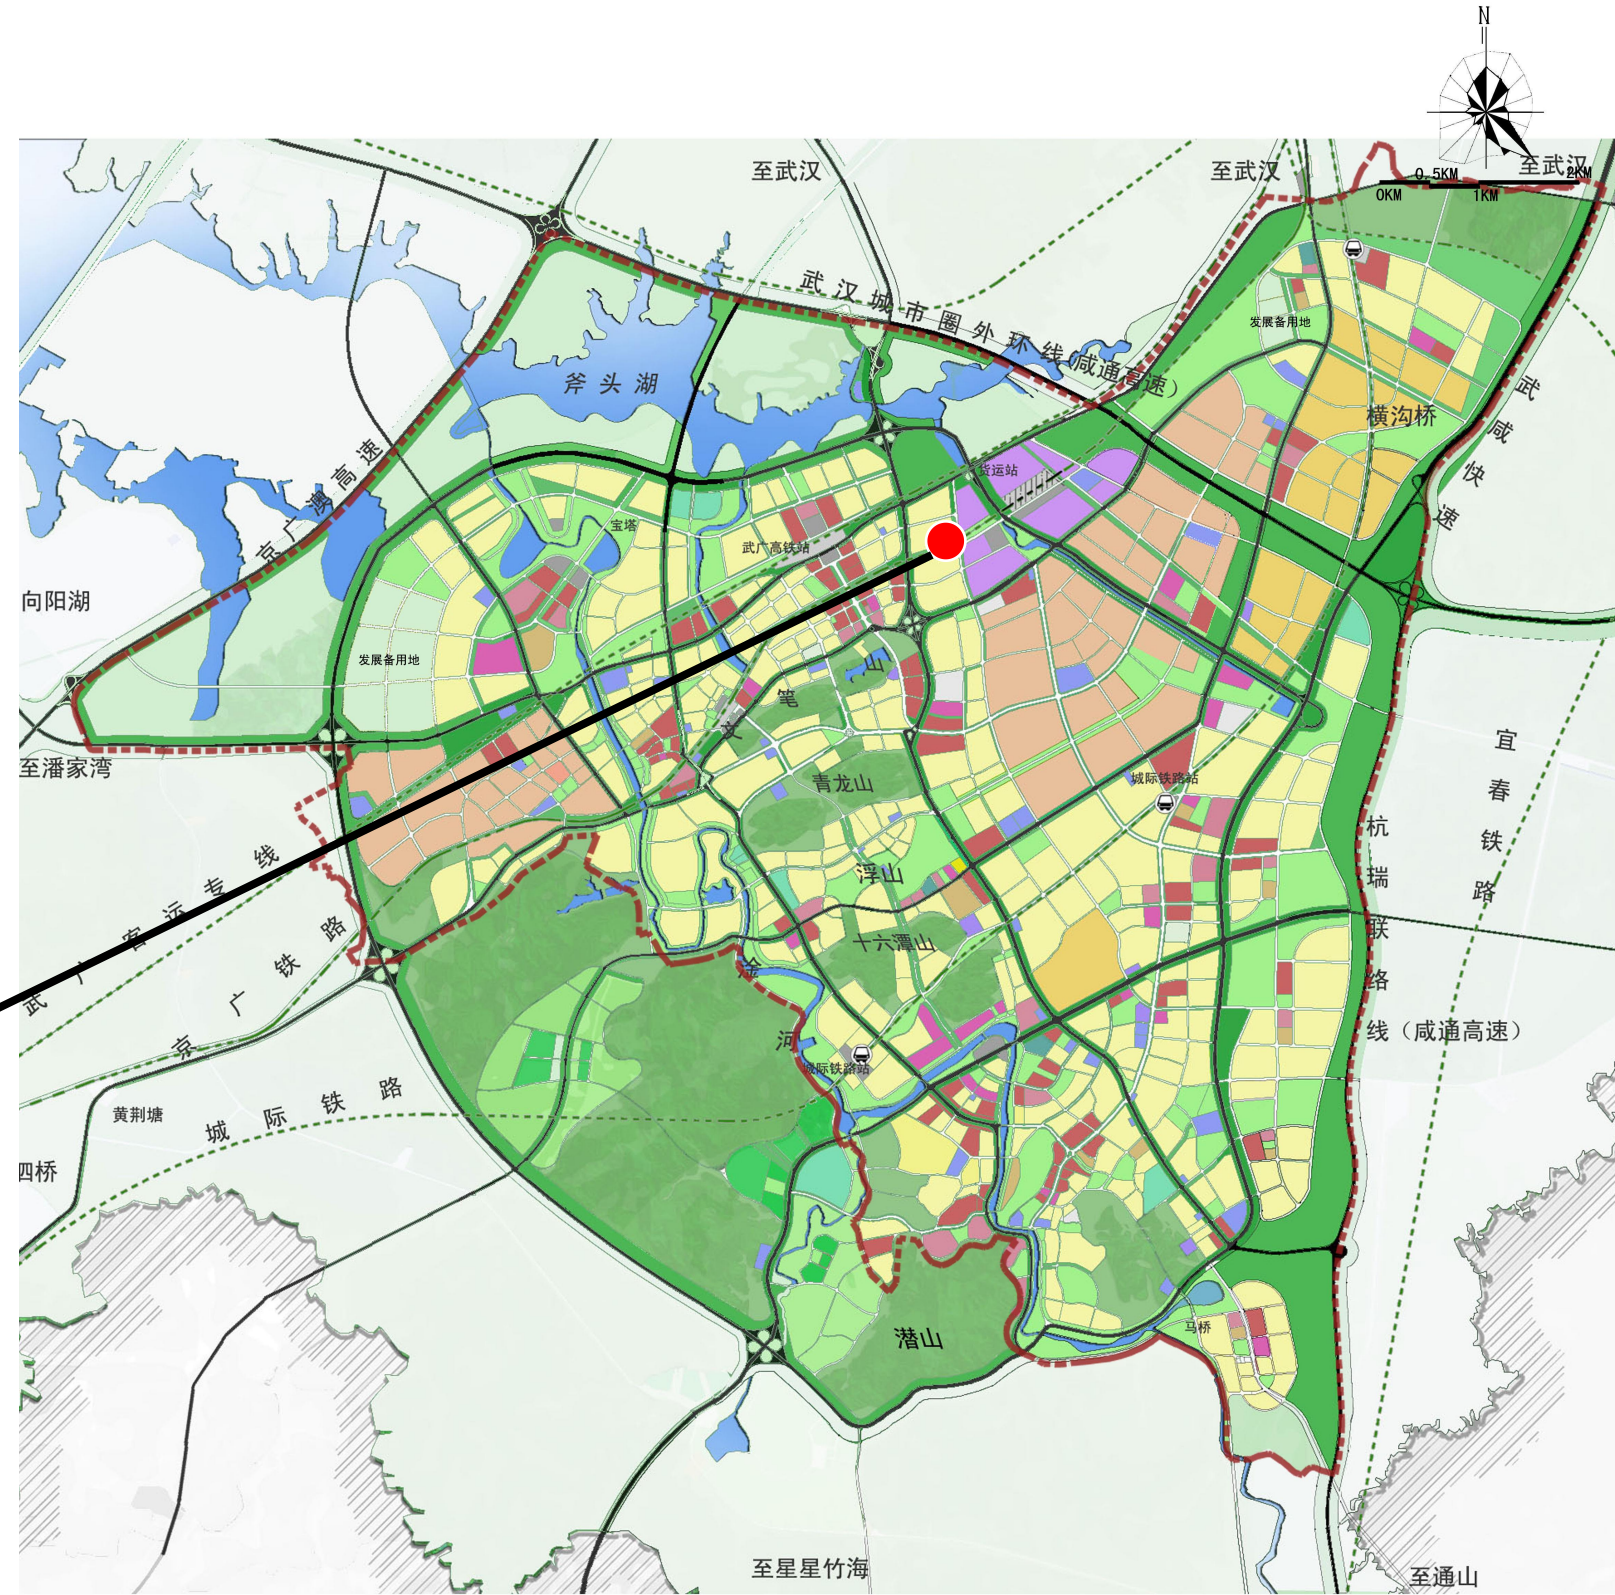 N
至武汉
至武汉
至武汉
0.5KM
2KM
0KM
1KM
武汉城市圈外环线(咸通高速)
发展备用地
斧头湖
横沟桥
武咸快速
京广澳高速
货运站
宝塔
武广高铁站
向阳湖
发展备用地
文笔山
至潘家湾
青龙山
城际铁路站
宜春铁路
杭瑞联络线（咸通高速）
浮山
武广客运专线
京广铁路
十六潭山
淦河
城际铁路站
黄荆塘
城际铁路
泗桥
潜山
马桥
至星星竹海
至通山